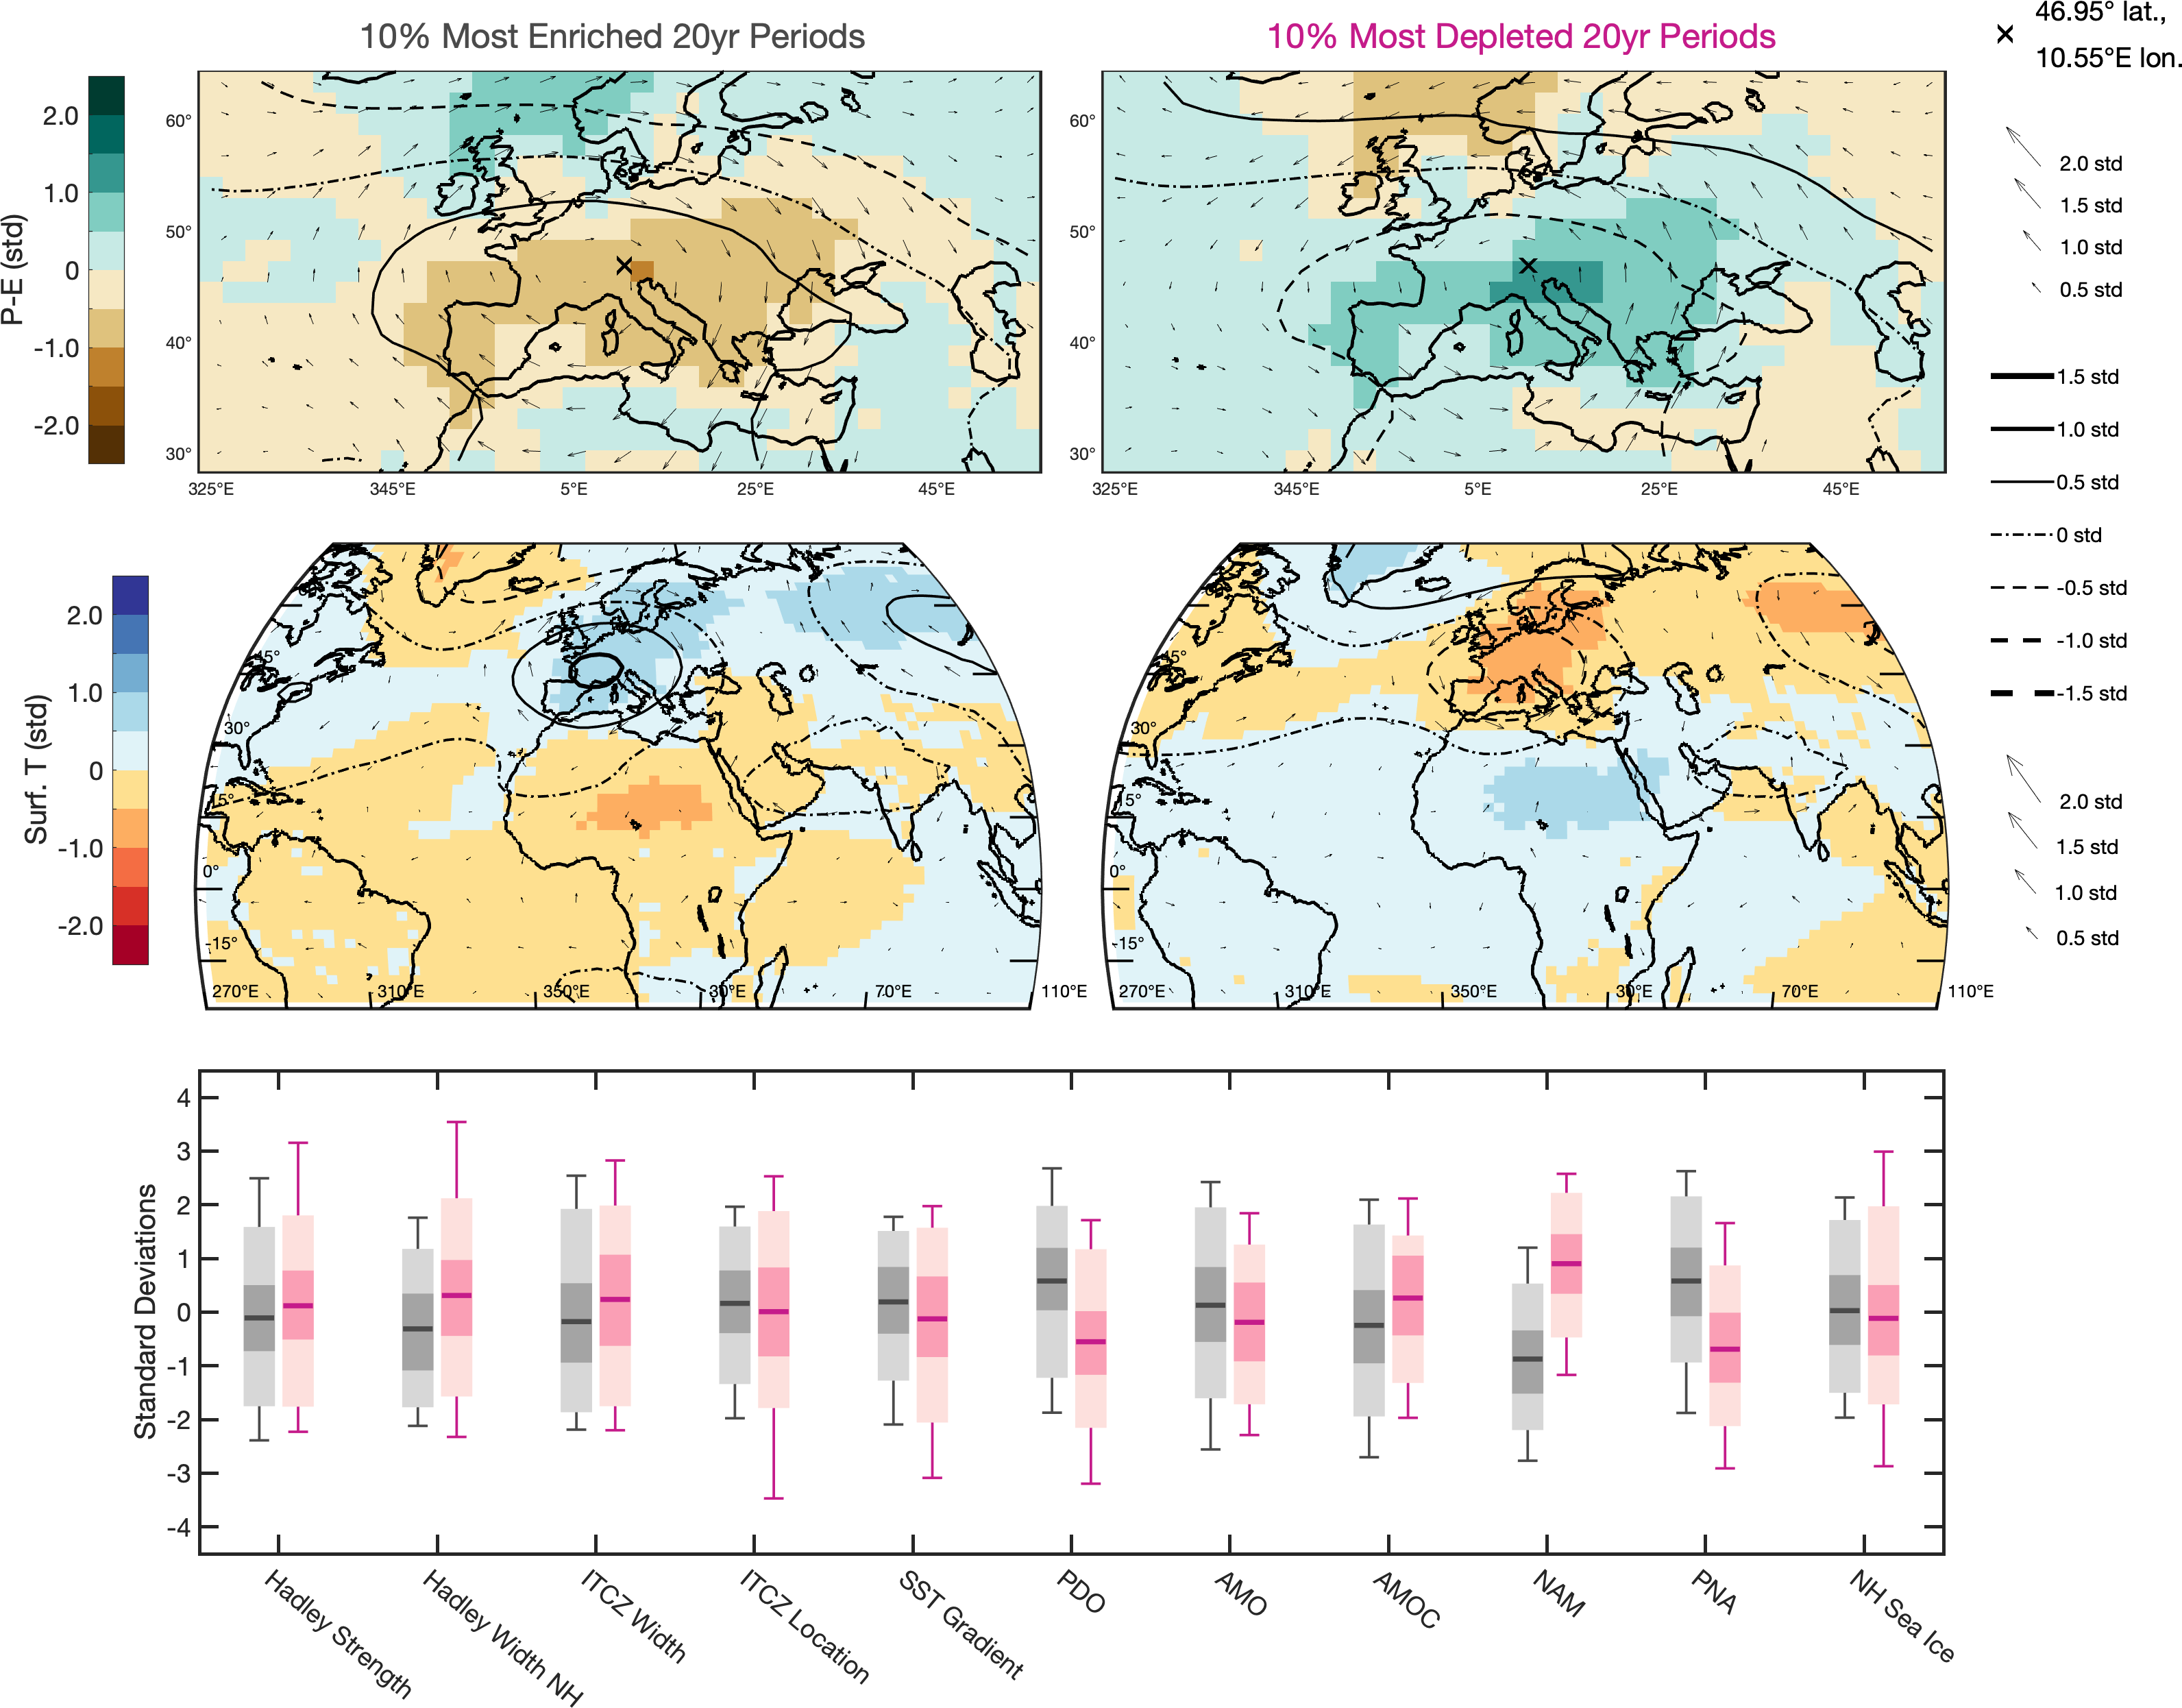 10% Most Enriched 20yr Periods
10% Most Depleted 20yr Periods
46.95° lat.,
10.55°E lon.
P-E (std)
2.0
1.0
0
-1.0
-2.0
60°
50°
40°
30°
325°E 345°E 5°E 25°E 45°E
60°
50°
40°
30°
325°E 345°E 5°E 25°E 45°E
2.0 std
1.5 std
1.0 std
0.5 std
1.5 std
1.0 std
0.5 std
0 std
-0.5 std
-1.0 std
-1.5 std
2.0 std
1.5 std
1.0 std
0.5 std
Surf. T (std)
2.0
1.0
0
-1.0
-2.0
45°
30°
15°
0°
-15°
270°E 310°E 350°E 30°E 70°E 110°E
45°
30°
15°
0°
-15°
270°E 310°E 350°E 30°E 70°E 110°E
Standard Deviations
4
3
2
1
0
-1
-2
-3
-4
Hadley Strength
Hadley Width NH
ITCZ Width
ITCZ Location
SST Gradient
PDO
AMO
AMOC
NAM
PNA
NH Sea Ice